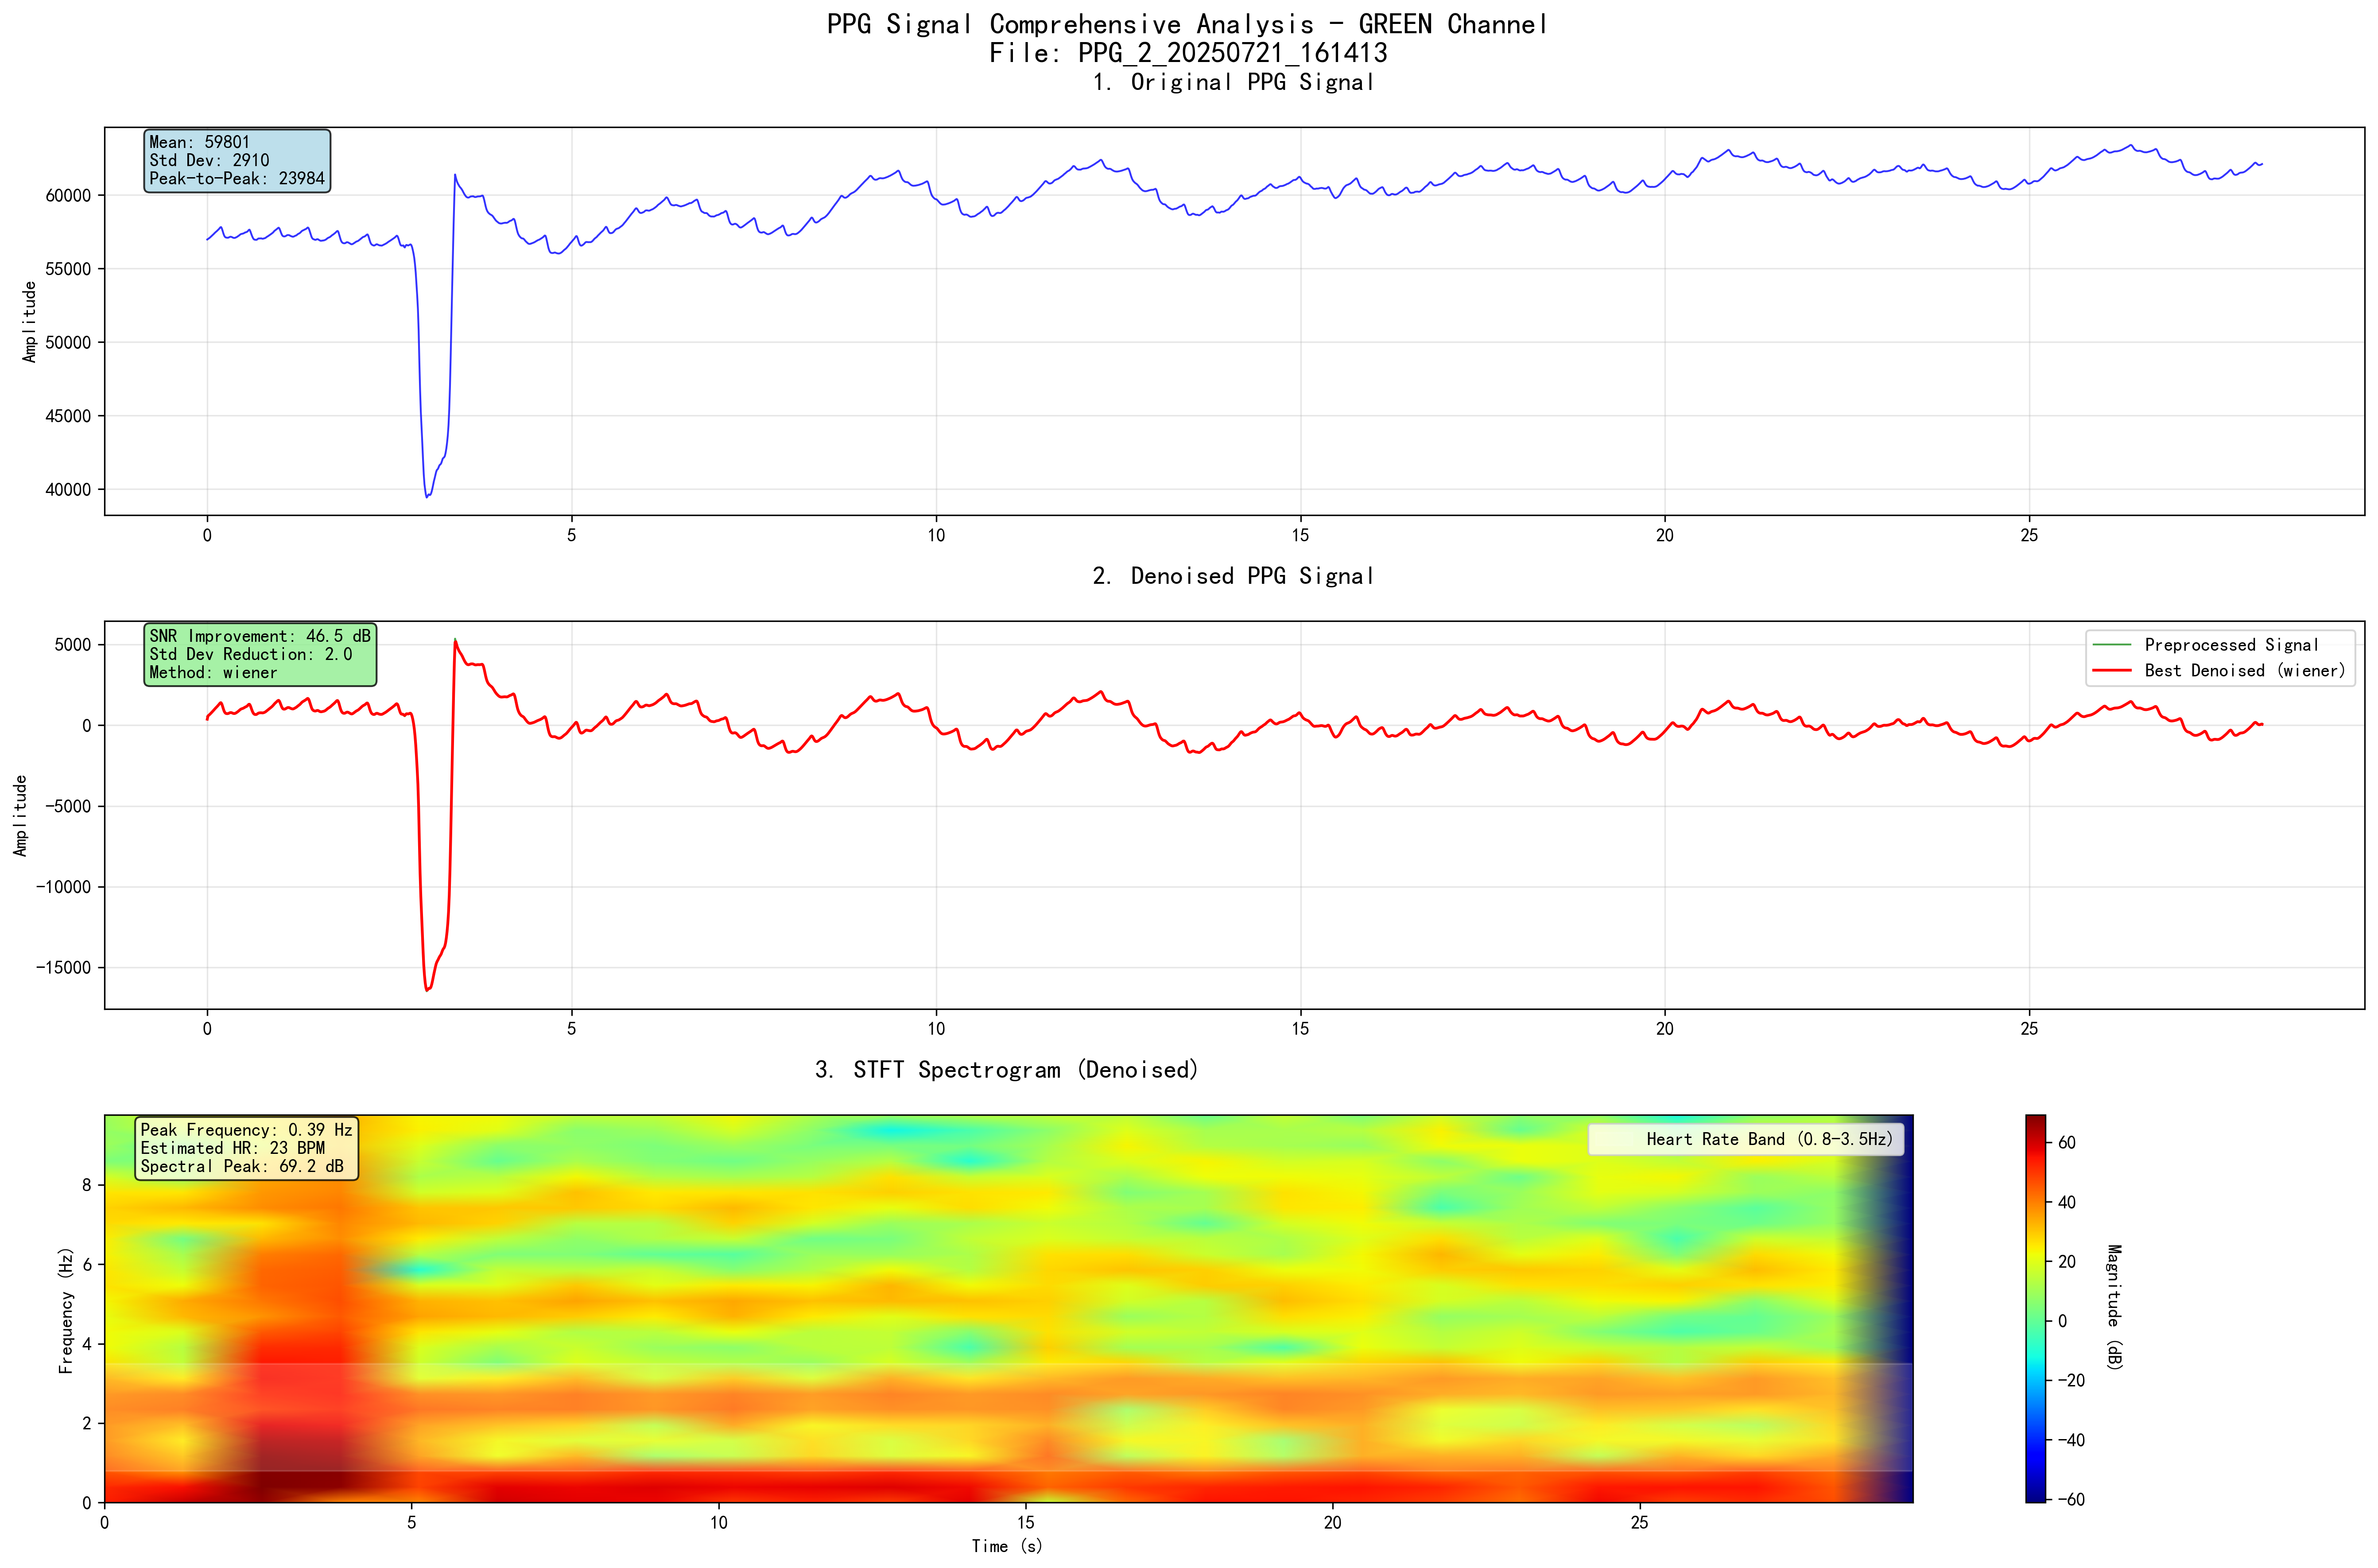 PPG Signal Comprehensive Analysis - GREEN Channel
File: PPG_2_20250721_161413
1. Original PPG Signal
Mean: 59801
Std Dev: 2910
Peak-to-Peak: 23984
60000
55000
50000
45000
40000
Amplitude
0 5 10 15 20 25
2. Denoised PPG Signal
SNR Improvement: 46.5 dB
Std Dev Reduction: 2.0
Method: wiener
Preprocessed Signal
Best Denoised (wiener)
5000
0
-5000
-10000
-15000
Amplitude
0 5 10 15 20 25
3. STFT Spectrogram (Denoised)
Peak Frequency: 0.39 Hz
Estimated HR: 23 BPM
Spectral Peak: 69.2 dB
Heart Rate Band (0.8-3.5Hz)
8
6
4
2
0
Frequency (Hz)
0 5 10 15 20 25
Time (s)
60
40
20
0
-20
-40
-60
Magnitude (dB)